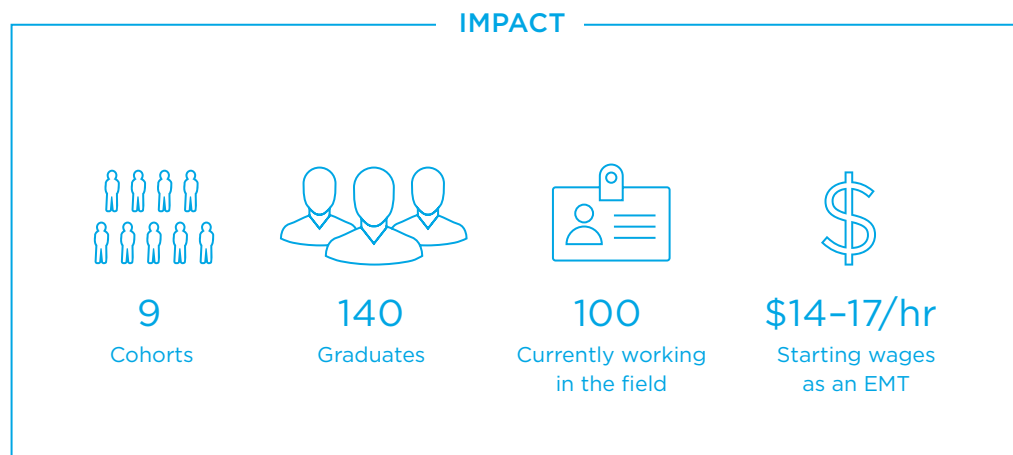 IMPACT
9
Cohorts
140
Graduates
100
Currently working
in the field
$14–17/hr
Starting wages
as an EMT